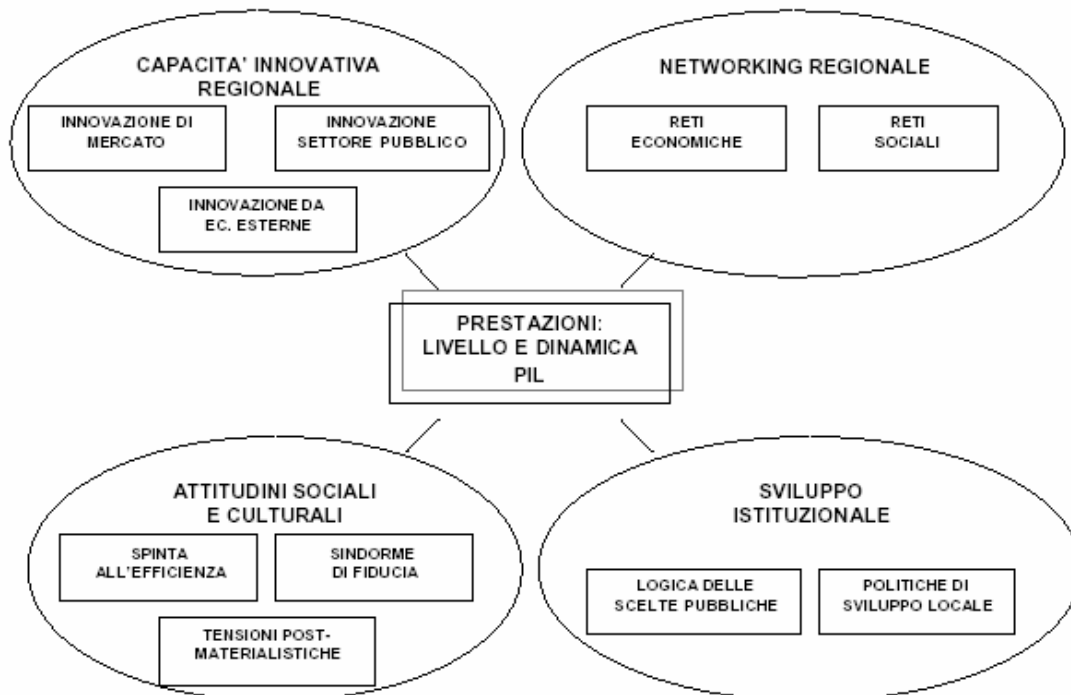 CAPACITA' INNOVATIVA
REGIONALE
INNOVAZIONE DI
MERCATO
INNOVAZIONE
SETTORE PUBBLICO
INNOVAZIONE DA
EC. ESTERNE
NETWORKING REGIONALE
RETI
ECONOMICHE
RETI
SOCIALI
PRESTAZIONI:
LIVELLO E DINAMICA
PIL
ATTITUDINI SOCIALI
E CULTURALI
SPINTA
ALL'EFFICIENZA
SINDORME
DI FIDUCIA
TENSIONI POST-
MATERIALISTICHE
SVILUPPO
ISTITUZIONALE
LOGICA DELLE
SCELTE PUBBLICHE
POLITICHE DI
SVILUPPO LOCALE